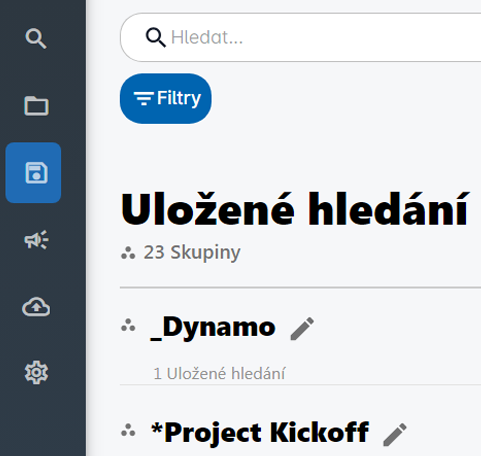 Hledat...
Filtry
Uložené hledání
23 Skupiny
_Dynamo
1 Uložené hledání
*Project Kickoff